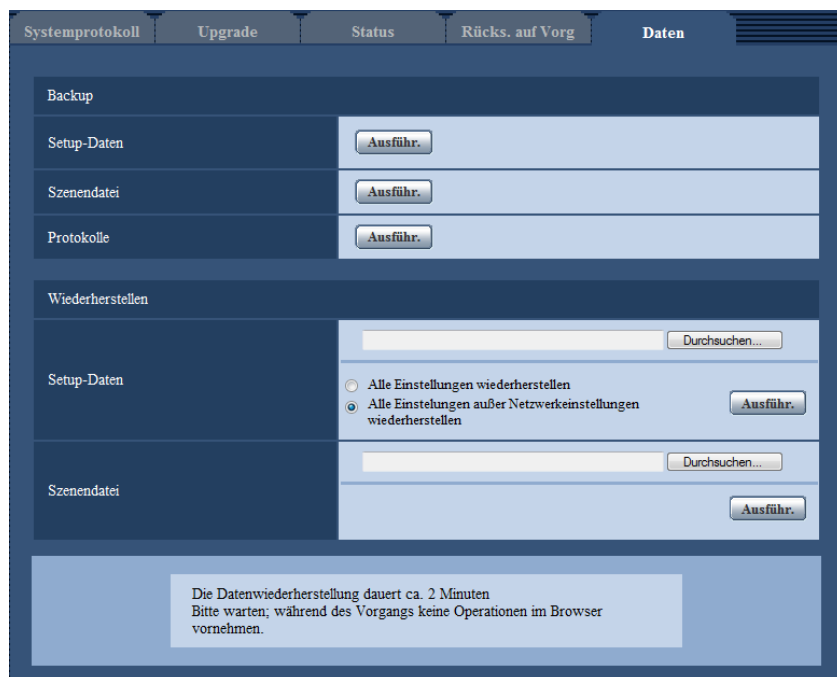 Systemprotokoll Upgrade Status Rücks. auf Vorg Daten
Backup
Setup-Daten Ausführ.
Szenendatei Ausführ.
Protokolle Ausführ.
Wiederherstellen
Durchsuchen...
Setup-Daten
Alle Einstellungen wiederherstellen
Alle Einstelungen außer Netzwerkeinstellungen
wiederherstellen
Ausführ.
Durchsuchen...
Szenendatei
Ausführ.
Die Datenwiederherstellung dauert ca. 2 Minuten
Bitte warten; während des Vorgangs keine Operationen im Browser
vornehmen.